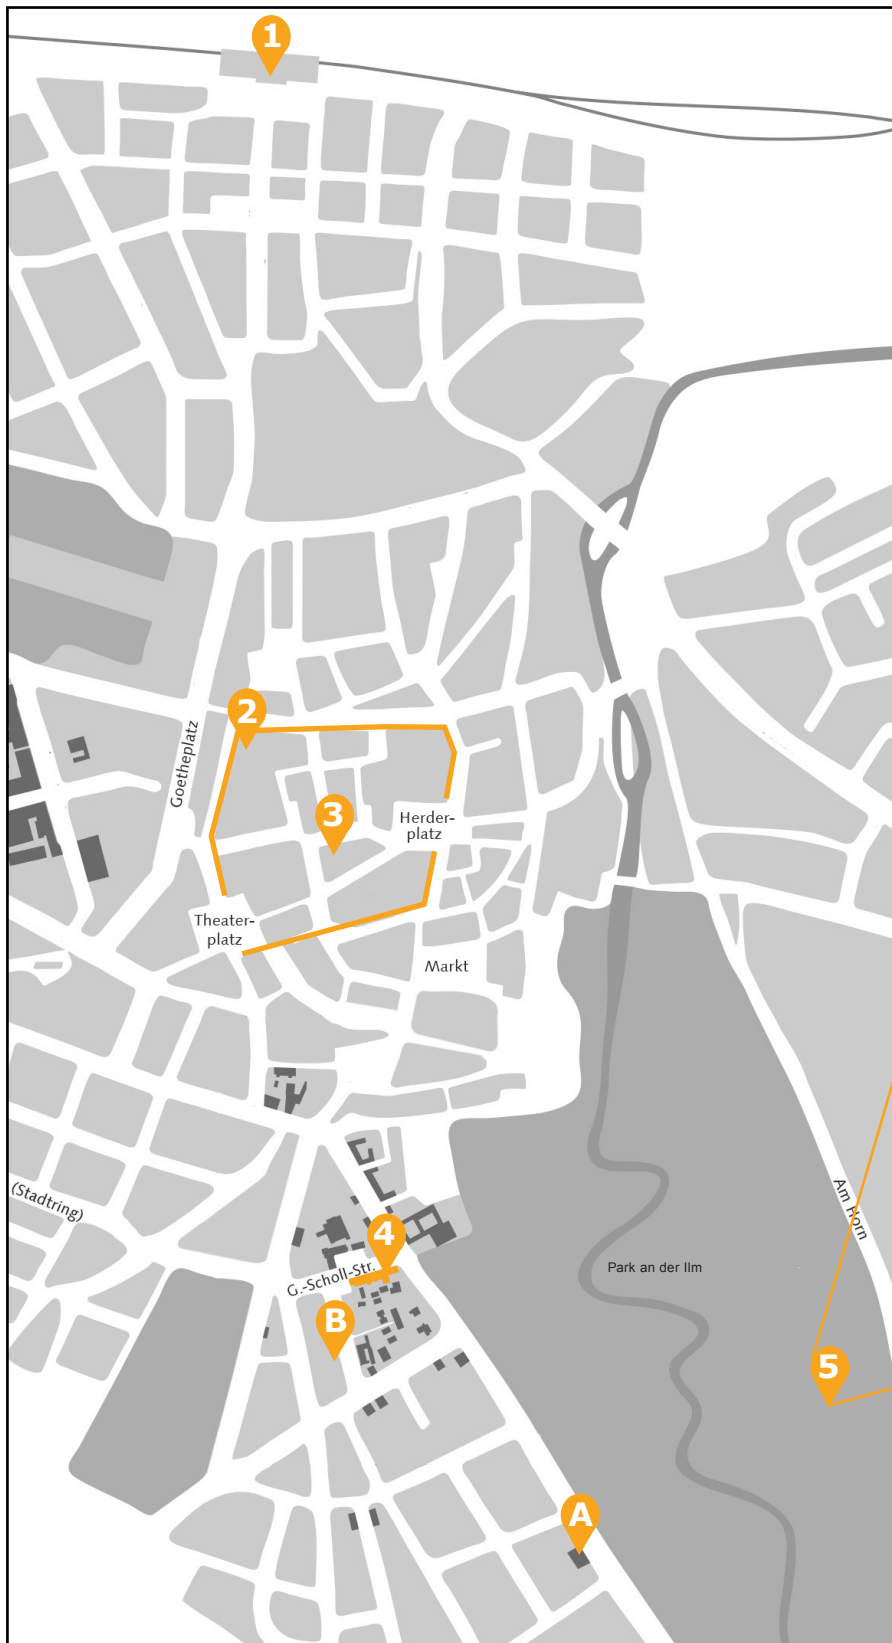 1
2
Goetheplatz
3
Herder-
platz
Theater-
platz
Markt
Am Horn
(Stadtring)
4
G.-Scholl-Str.
Park an der Ilm
B
5
A